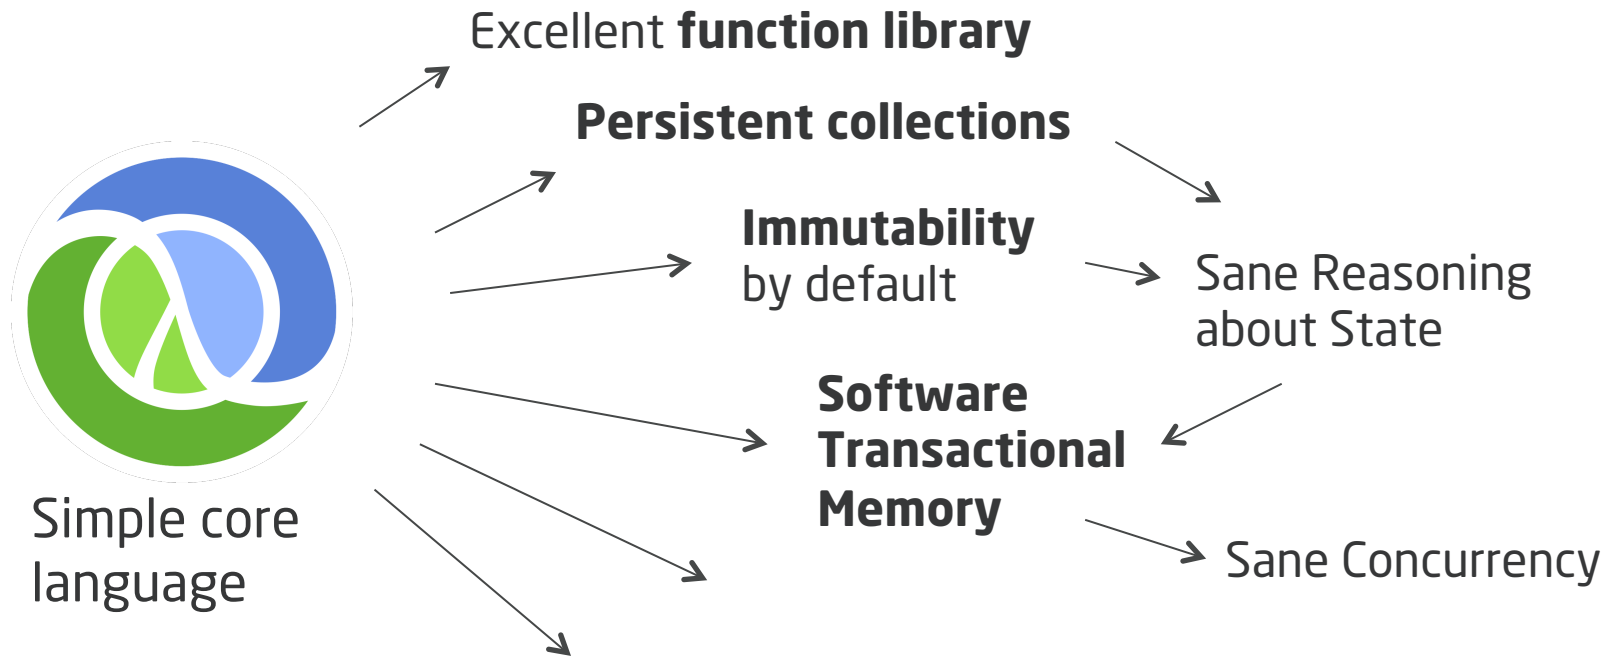 Excellent function library
Persistent collections
Immutability
by default
Sane Reasoning
about State
Software
Transactional
Memory
Simple core
language
Sane Concurrency